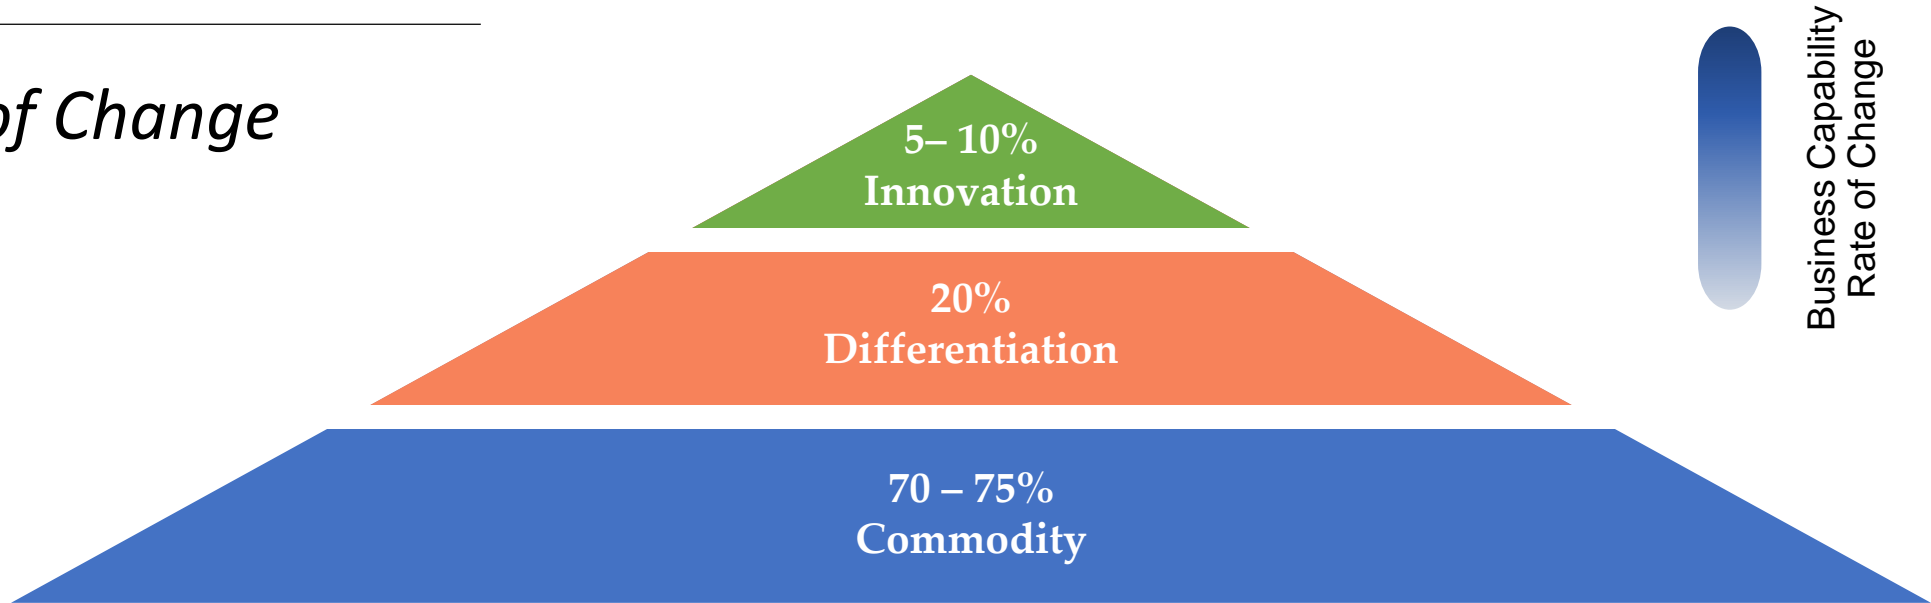 of Change
5– 10%
Innovation
20%
Differentiation
70 – 75%
Commodity
Business Capability
Rate of Change